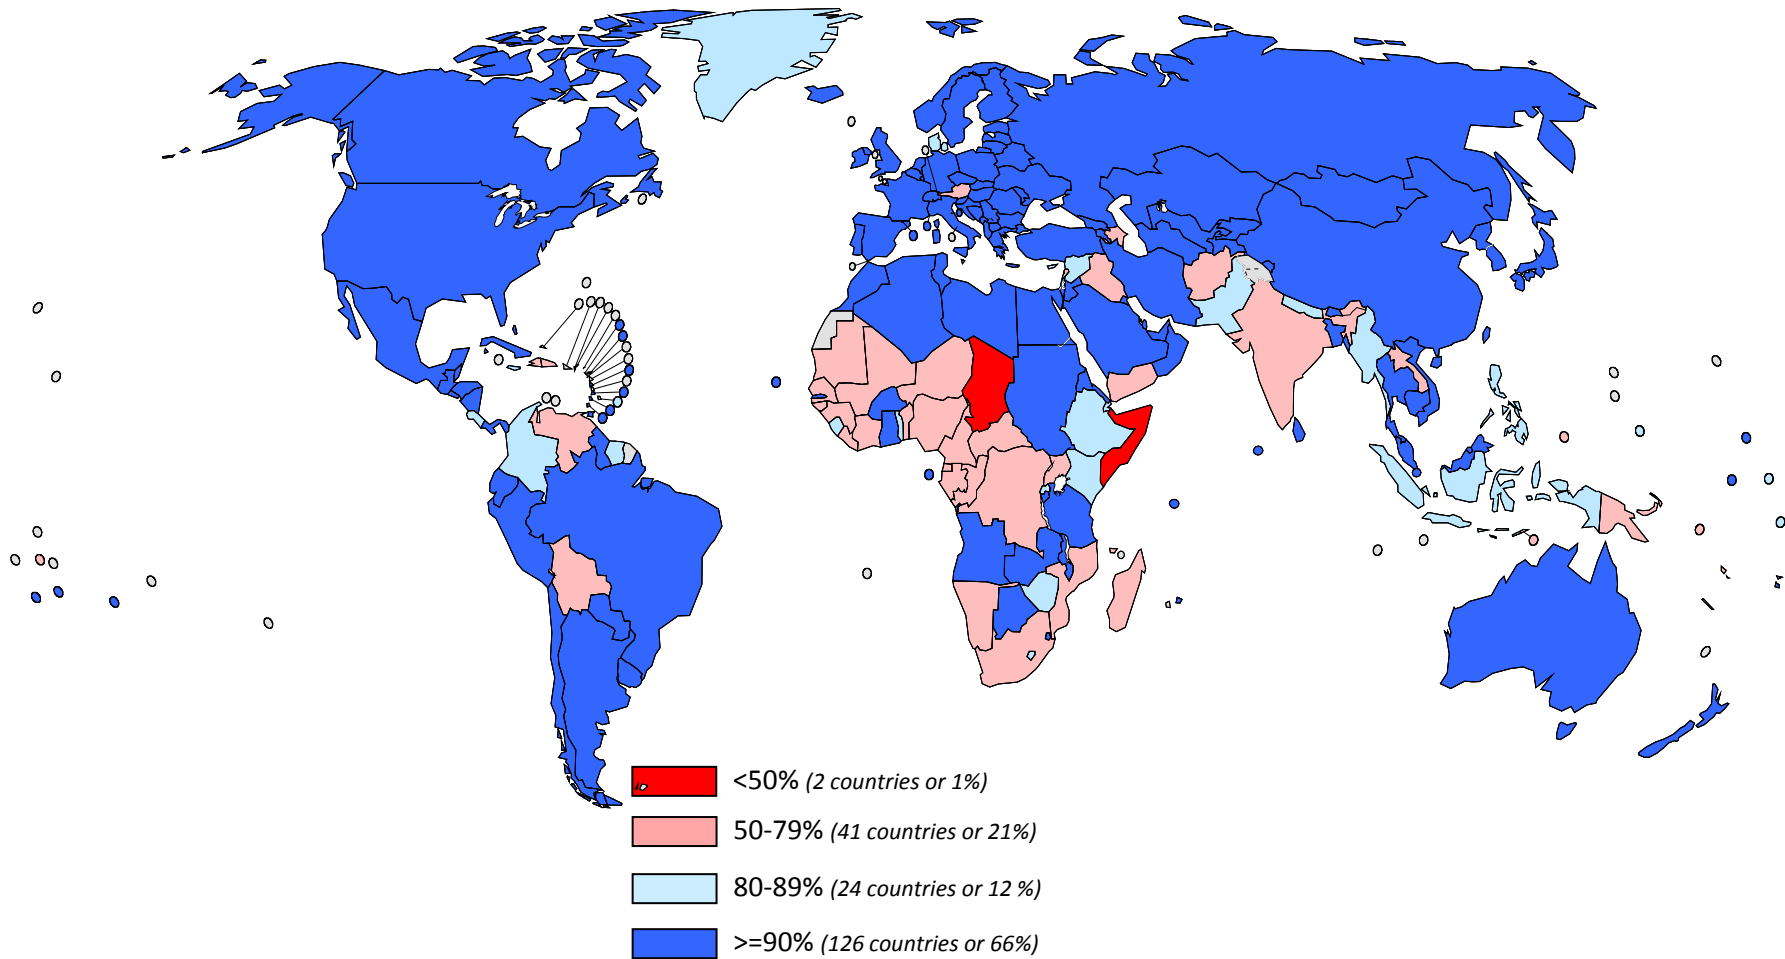 <50% (2 countries or 1%)
50-79% (41 countries or 21%)
80-89% (24 countries or 12 %)
>=90% (126 countries or 66%)